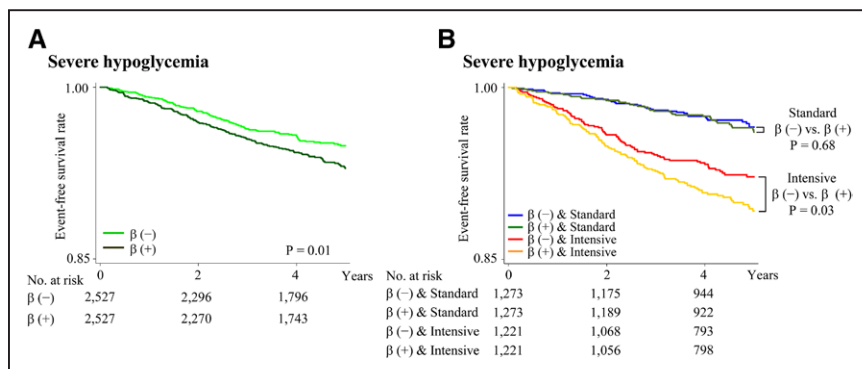 A
Severe hypoglycemia
1.00
Event-free survival rate
β (−)
β (+)
P = 0.01
0.85
0 2 4 Years
No. at risk
β (−) 2,527 2,296 1,796
β (+) 2,527 2,270 1,743
B
Severe hypoglycemia
1.00
Event-free survival rate
Standard
β (−) vs. β (+)
P = 0.68
Intensive
β (−) vs. β (+)
P = 0.03
β (−) & Standard
β (+) & Standard
β (−) & Intensive
β (+) & Intensive
0.85
0 2 4 Years
No. at risk
β (−) & Standard 1,273 1,175 944
β (+) & Standard 1,273 1,189 922
β (−) & Intensive 1,221 1,068 793
β (+) & Intensive 1,221 1,056 798